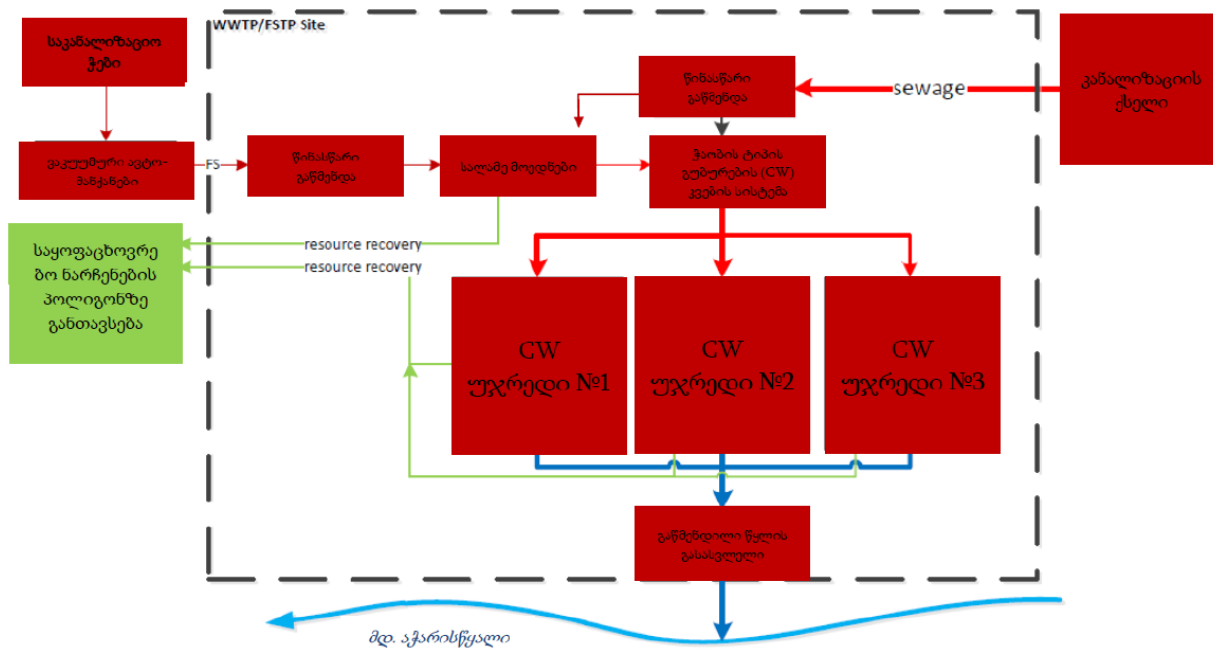 WWTP/FSTP Site
საკანალიზაციო
ჭები
წინასწარი
გაწმენდა
sewage
კანალიზაციის
ქსელი
ვაკუუმური ავტო-
მანქანები
FS
წინასწარი
გაწმენდა
სალამე მოედნები
ჭაობის ტიპის
გუბურების (CW)
კვების სისტემა
საყოფაცხოვრე
ბო ნარჩენების
პოლიგონზე
განთავსება
resource recovery
resource recovery
CW
უჯრედი №1
CW
უჯრედი №2
CW
უჯრედი №3
გაწმენდილი წყლის
გასასვლელი
მდ. აჭარისწყალი